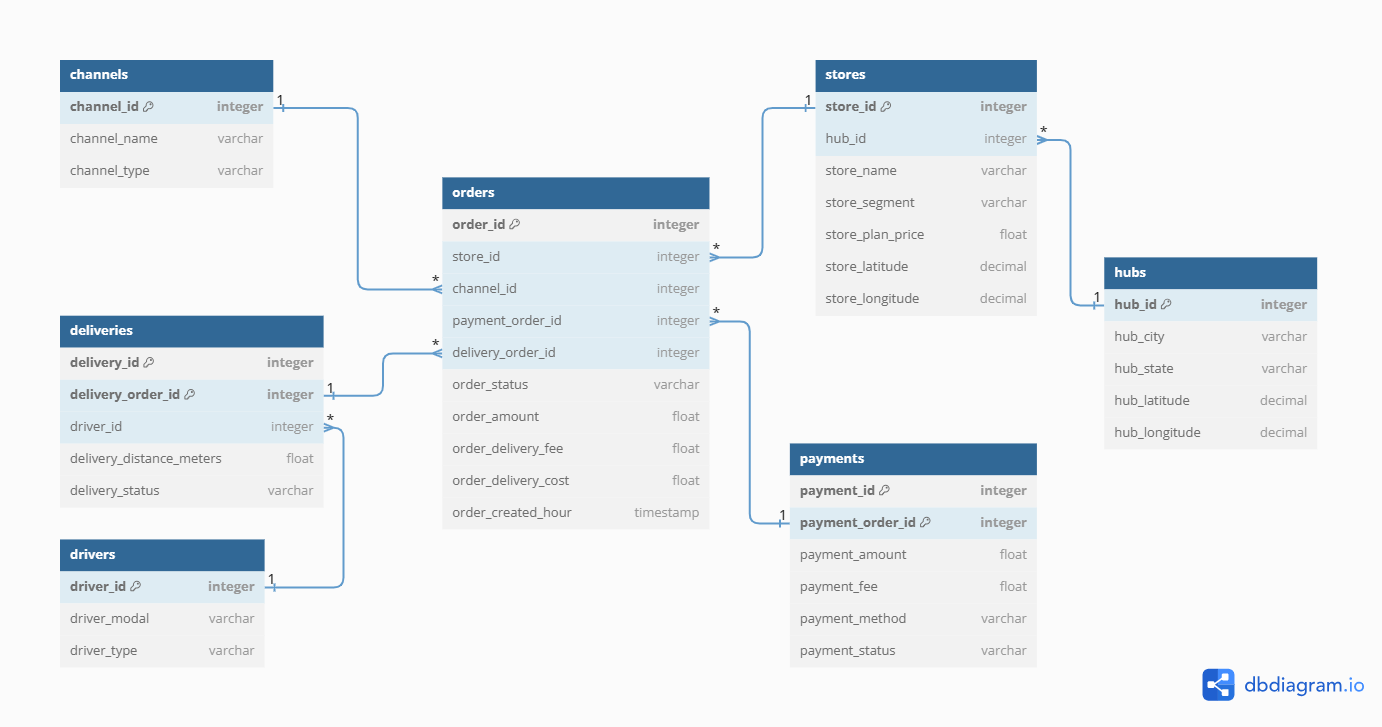 channels
channel_id integer
channel_name varchar
channel_type varchar
1
deliveries
delivery_id integer
delivery_order_id integer
driver_id integer
delivery_distance_meters float
delivery_status varchar
1
*
drivers
driver_id integer
driver_modal varchar
driver_type varchar
1
orders
order_id integer
store_id integer
channel_id integer
payment_order_id integer
delivery_order_id integer
order_status varchar
order_amount float
order_delivery_fee float
order_delivery_cost float
order_created_hour timestamp
*
*
*
*
stores
store_id integer
hub_id integer
store_name varchar
store_segment varchar
store_plan_price float
store_latitude decimal
store_longitude decimal
1
*
payments
payment_id integer
payment_order_id integer
payment_amount float
payment_fee float
payment_method varchar
payment_status varchar
1
hubs
hub_id integer
hub_city varchar
hub_state varchar
hub_latitude decimal
hub_longitude decimal
1
dbdiagram.io